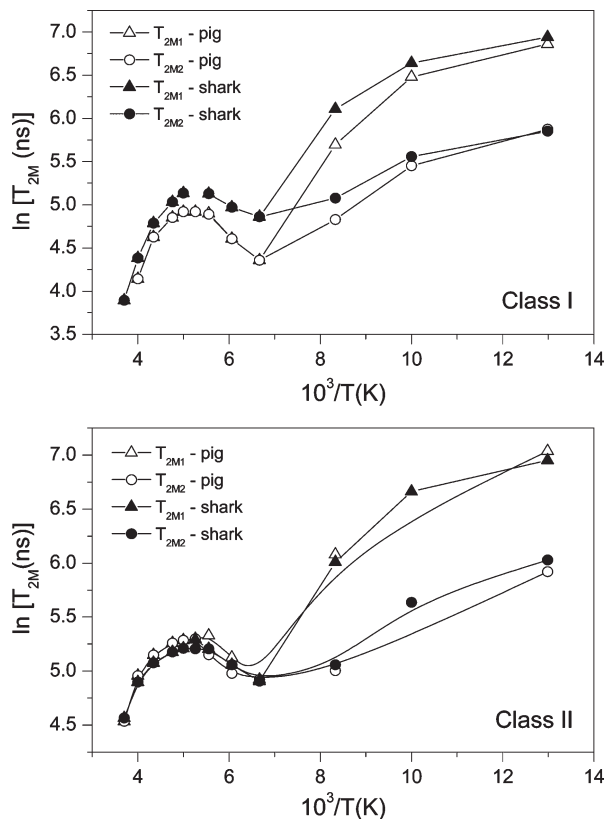 7.0
6.5
6.0
5.5
5.0
4.5
4.0
3.5
ln [T2M (ns)]
T2M1 - pig
T2M2 - pig
T2M1 - shark
T2M2 - shark
Class I
4 6 8 10 12 14
10³/T(K)
7.0
6.5
6.0
5.5
5.0
4.5
ln [T2M(ns)]
T2M1 - pig
T2M2 - pig
T2M1 - shark
T2M2 - shark
Class II
4 6 8 10 12 14
10³/T(K)